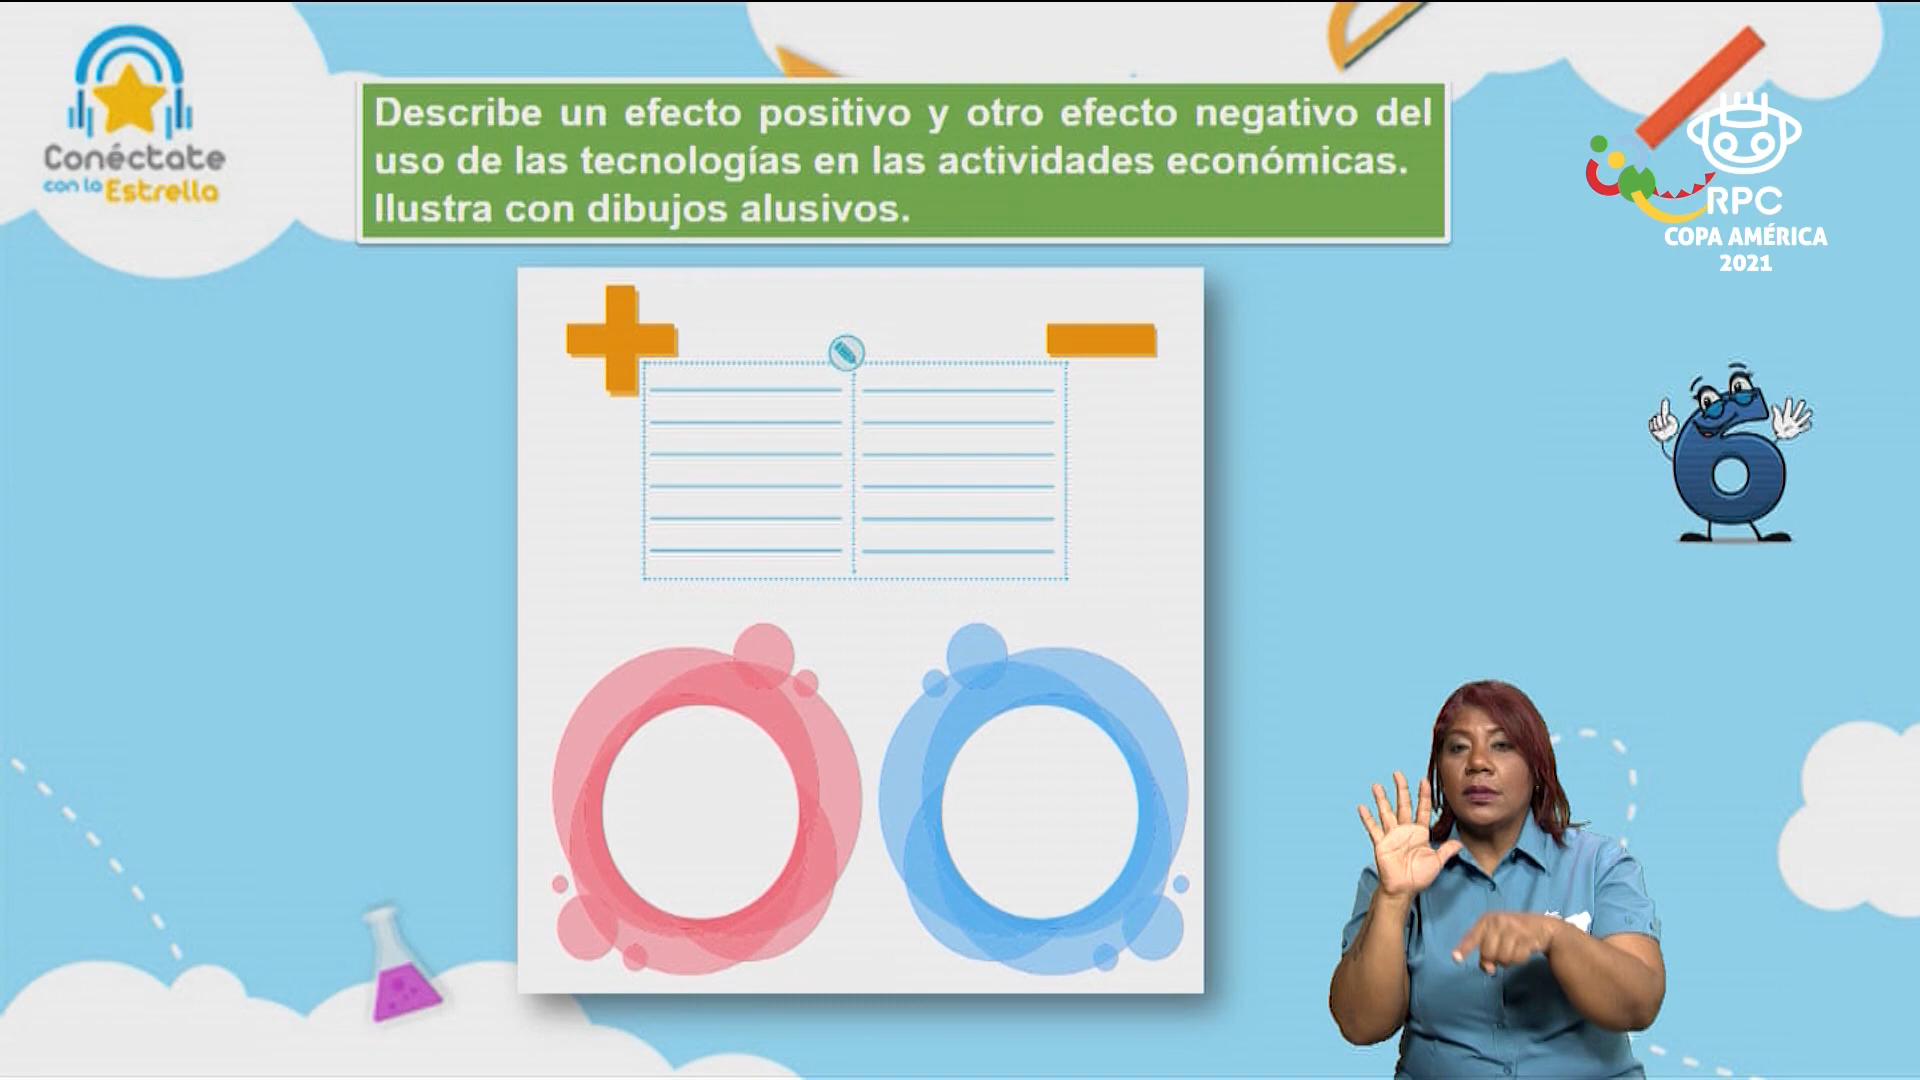 Conéctate
con la Estrella
Describe un efecto positivo y otro efecto negativo del
uso de las tecnologías en las actividades económicas.
Ilustra con dibujos alusivos.
RPC
COPA AMÉRICA
2021
6